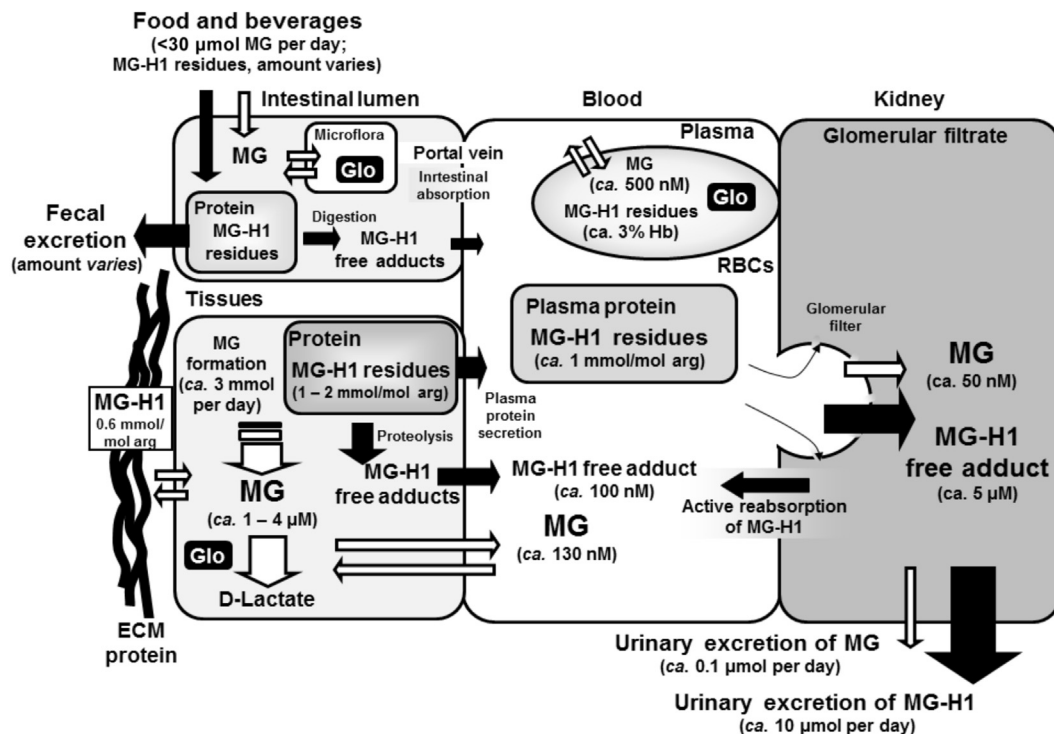 Food and beverages
(<30 µmol MG per day;
MG-H1 residues, amount varies)
Intestinal lumen
Blood
Kidney
Microflora
Glo
MG
Portal vein
Inrtestinal
absorption
Plasma
MG
(ca. 500 nM)
Glo
MG-H1 residues
(ca. 3% Hb)
RBCs
Glomerular filtrate
Fecal
excretion
(amount varies)
Protein
MG-H1
residues
Digestion
MG-H1
free adducts
Tissues
MG
formation
(ca. 3 mmol
per day)
Protein
MG-H1 residues
(1 – 2 mmol/mol arg)
Plasma protein
MG-H1 residues
(ca. 1 mmol/mol arg)
Glomerular
filter
MG
(ca. 50 nM)
MG-H1
0.6 mmol/
mol arg
Plasma
protein
secretion
Proteolysis
MG-H1
free adducts
MG-H1 free adduct
(ca. 100 nM)
MG-H1
free adduct
(ca. 5 µM)
Active reabsorption
of MG-H1
MG
(ca. 1 – 4 µM)
MG
(ca. 130 nM)
Glo
D-Lactate
ECM
protein
Urinary excretion of MG
(ca. 0.1 µmol per day)
Urinary excretion of MG-H1
(ca. 10 µmol per day)